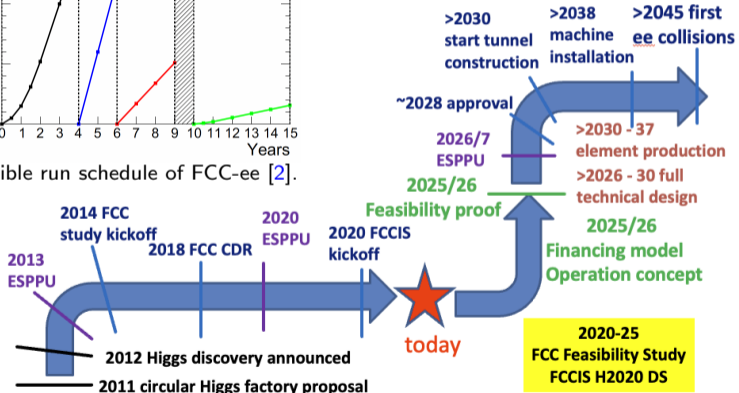 0 1 2 3 4 5 6 7 8 9 10 11 12 13 14 15
Years
ible run schedule of FCC-ee [2].
>2030
start tunnel
construction
>2038
machine
installation
>2045 first
ee collisions
~2028 approval
2026/7
ESPPU
>2030 - 37
element production
>2026 - 30 full
technical design
2025/26
Feasibility proof
2025/26
Financing model
Operation concept
2013
ESPPU
2014 FCC
study kickoff
2018 FCC CDR
2020
ESPPU
2020 FCCIS
kickoff
today
2012 Higgs discovery announced
2011 circular Higgs factory proposal
2020-25
FCC Feasibility Study
FCCIS H2020 DS